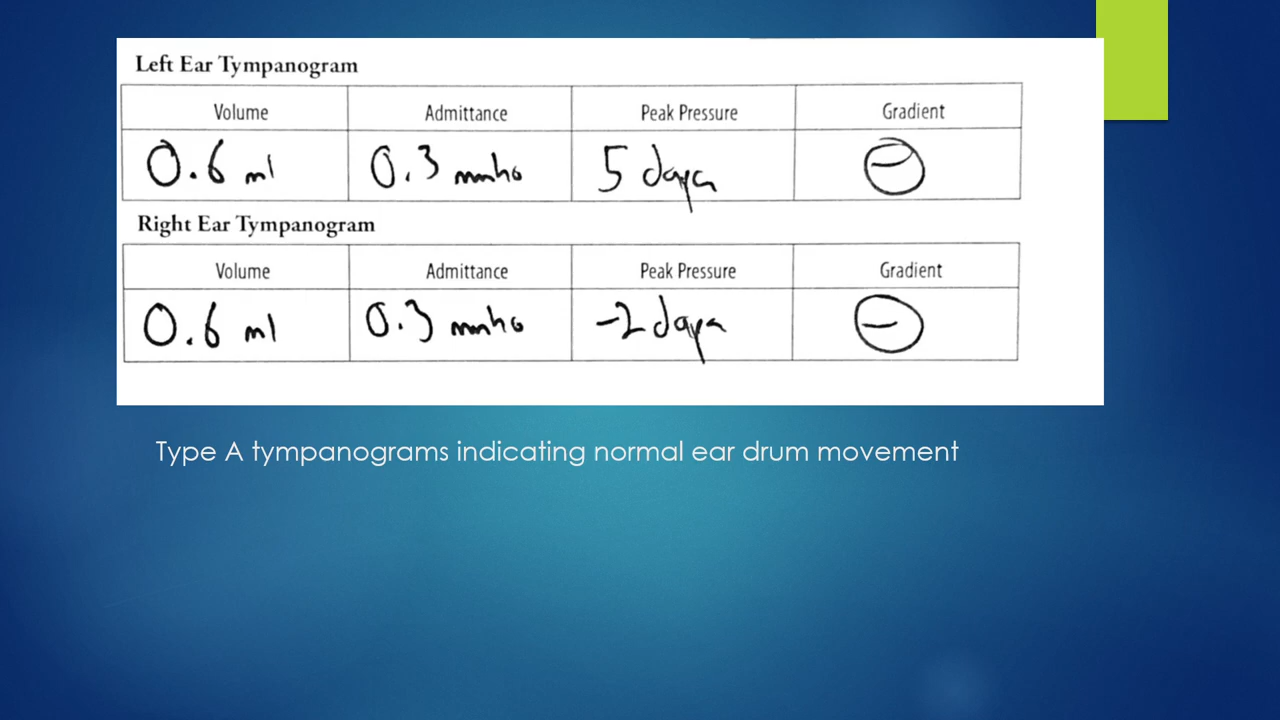 Left Ear Tympanogram
Volume Admittance Peak Pressure Gradient
0.6 ml 0.3 mmho 5 dapa ⊖
Right Ear Tympanogram
Volume Admittance Peak Pressure Gradient
0.6 ml 0.3 mmho -2 dapa ⊖
Type A tympanograms indicating normal ear drum movement